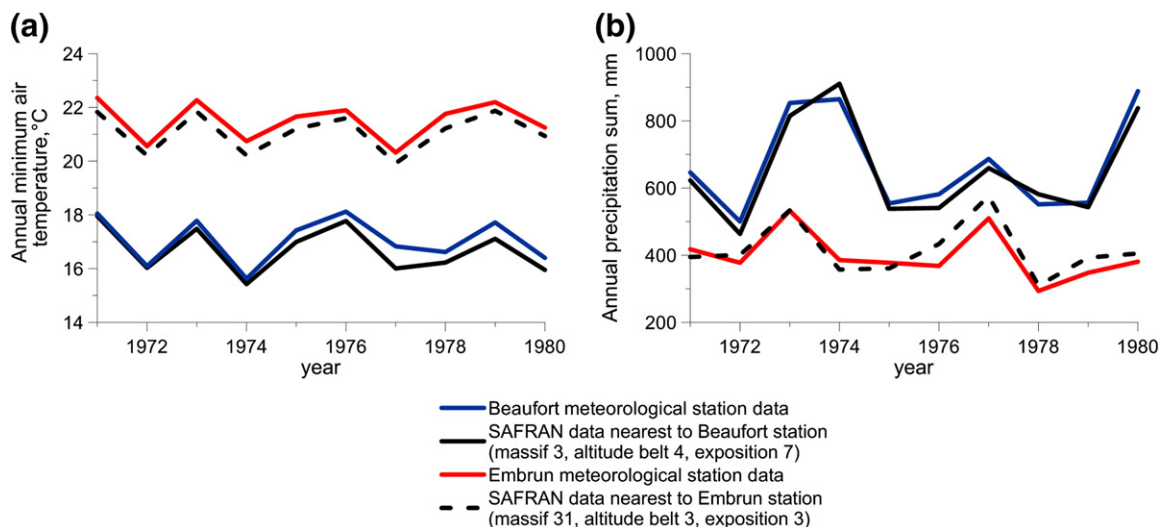 (a)
Annual minimum air
temperature,°C
24
22
20
18
16
14
1972
1974
1976
1978
1980
year
(b)
Annual precipitation sum, mm
1000
800
600
400
200
1972
1974
1976
1978
1980
year
Beaufort meteorological station data
SAFRAN data nearest to Beaufort station
(massif 3, altitude belt 4, exposition 7)
Embrun meteorological station data
SAFRAN data nearest to Embrun station
(massif 31, altitude belt 3, exposition 3)